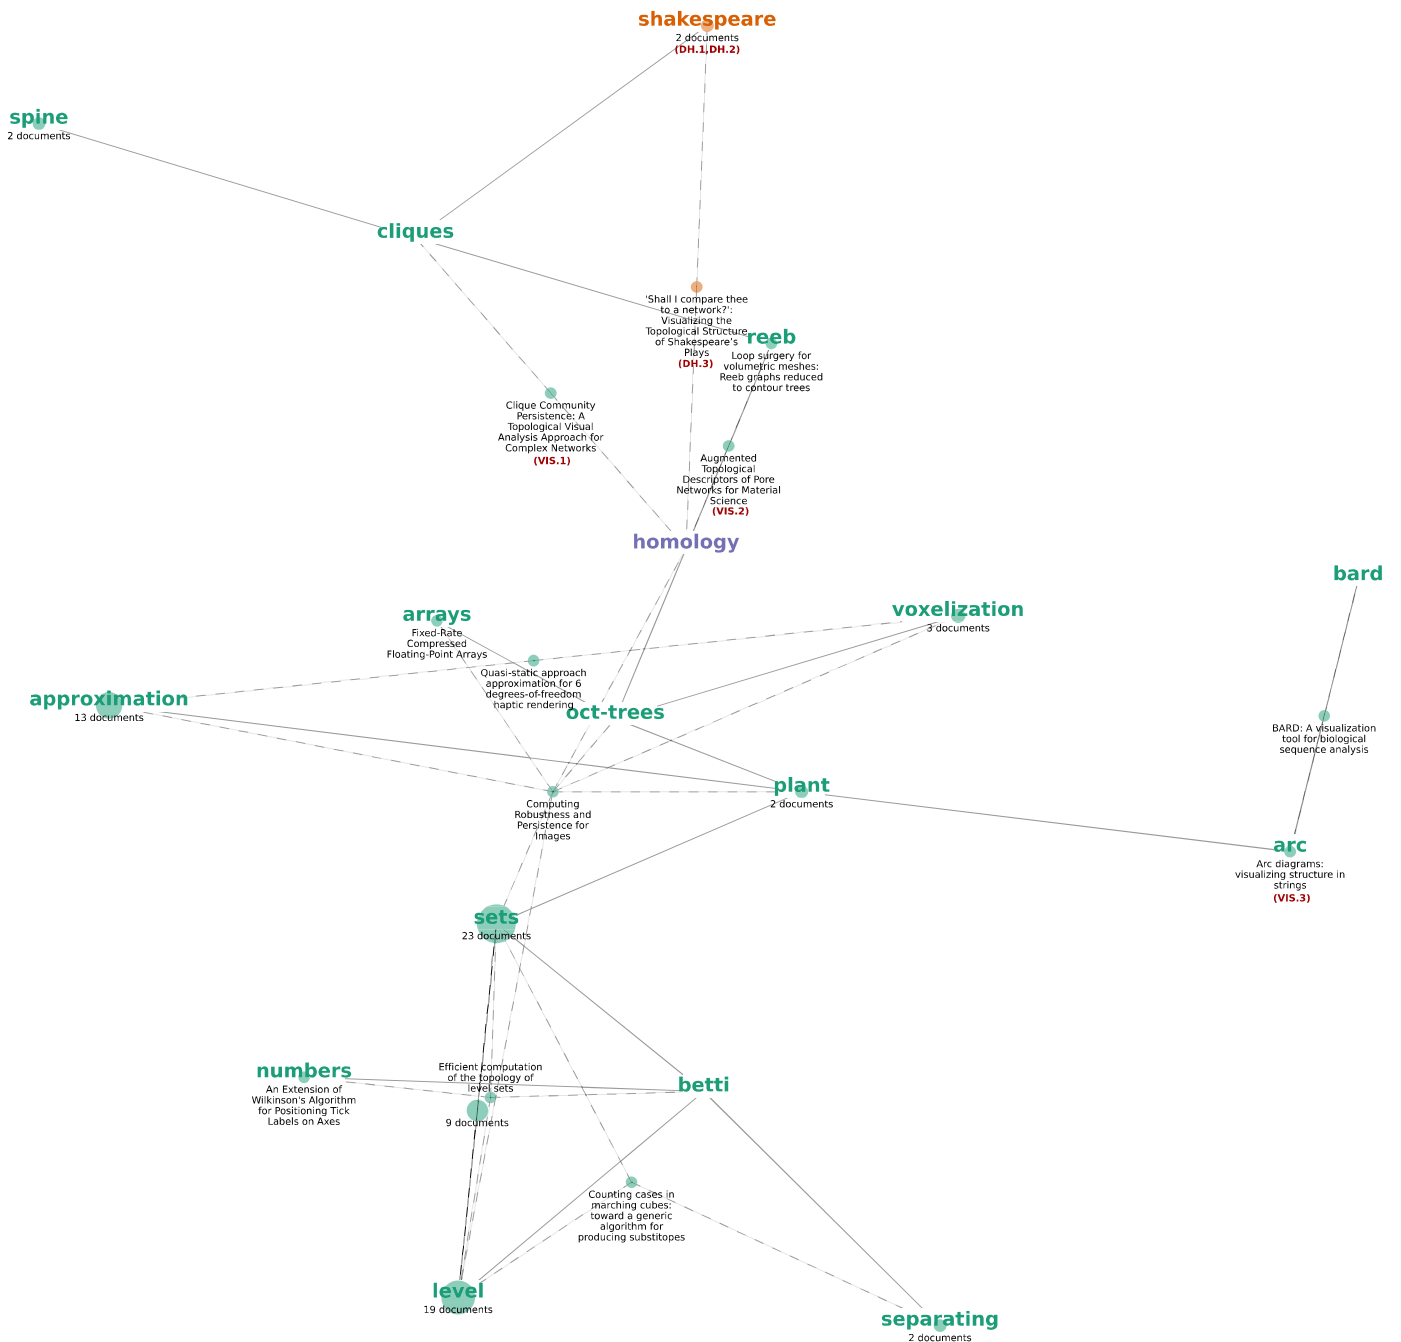 shakespeare
2 documents
(DH.1,DH.2)
spine
2 documents
cliques
'Shall I compare thee
to a network?':
Visualizing the
Topological Structure
of Shakespeare's
Plays
(DH.3)
reeb
Loop surgery for
volumetric meshes:
Reeb graphs reduced
to contour trees
Clique Community
Persistence: A
Topological Visual
Analysis Approach for
Complex Networks
(VIS.1)
Augmented
Topological
Descriptors of Pore
Networks for Material
Science
(VIS.2)
homology
bard
arrays
Fixed-Rate
Compressed
Floating-Point Arrays
voxelization
3 documents
Quasi-static approach
approximation for 6
degrees-of-freedom
haptic rendering
approximation
13 documents
oct-trees
BARD: A visualization
tool for biological
sequence analysis
plant
2 documents
Computing
Robustness and
Persistence for
Images
arc
Arc diagrams:
visualizing structure in
strings
(VIS.3)
sets
23 documents
numbers
An Extension of
Wilkinson's Algorithm
for Positioning Tick
Labels on Axes
Efficient computation
of the topology of
level sets
9 documents
betti
Counting cases in
marching cubes:
toward a generic
algorithm for
producing substitopes
level
19 documents
separating
2 documents